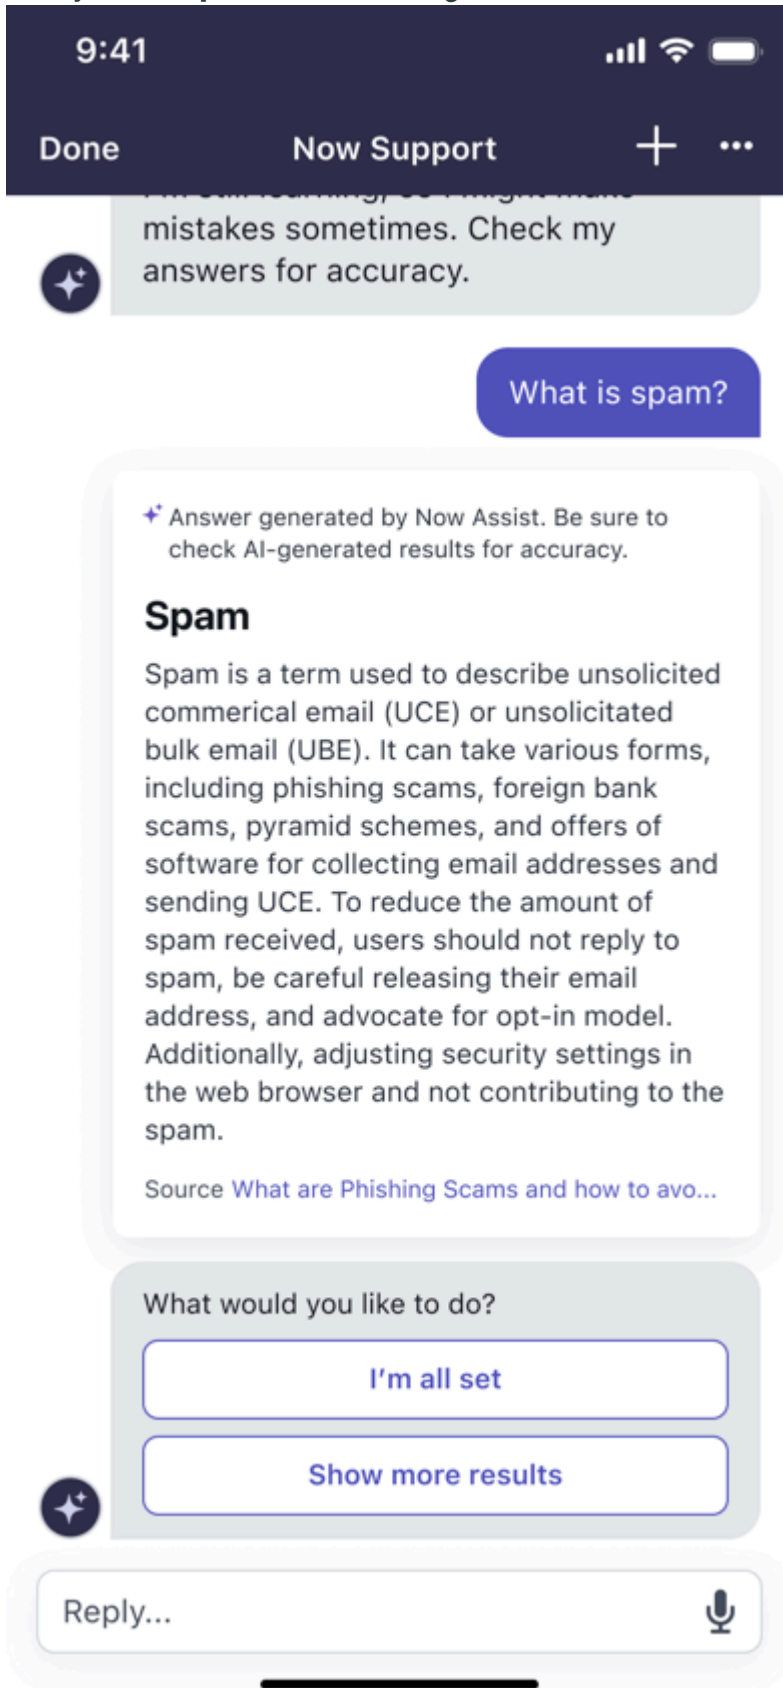 9:41
Done Now Support
mistakes sometimes. Check my
answers for accuracy.
What is spam?
Answer generated by Now Assist. Be sure to
check AI-generated results for accuracy.
Spam
Spam is a term used to describe unsolicited
commerical email (UCE) or unsolicitated
bulk email (UBE). It can take various forms,
including phishing scams, foreign bank
scams, pyramid schemes, and offers of
software for collecting email addresses and
sending UCE. To reduce the amount of
spam received, users should not reply to
spam, be careful releasing their email
address, and advocate for opt-in model.
Additionally, adjusting security settings in
the web browser and not contributing to the
spam.
Source What are Phishing Scams and how to avo...
What would you like to do?
I'm all set
Show more results
Reply...